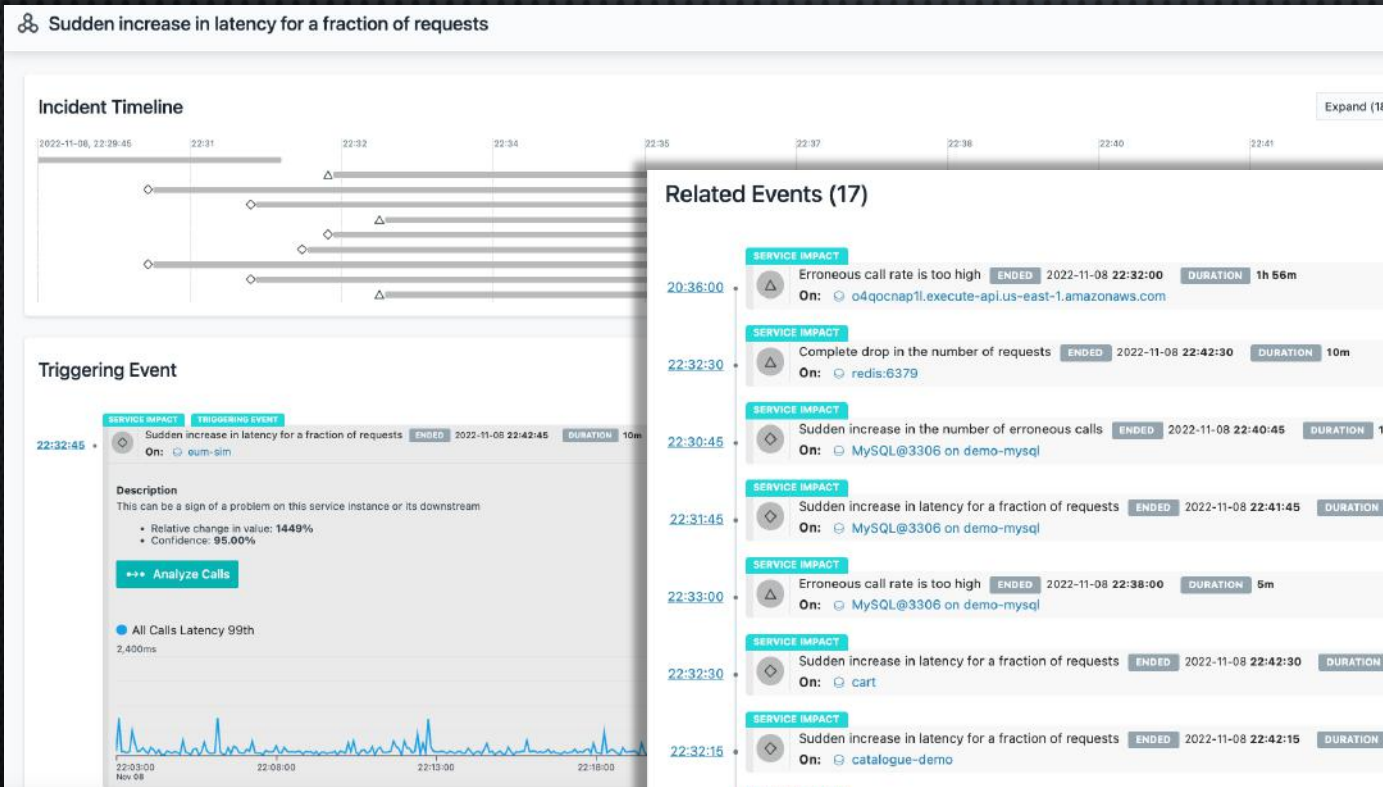 Sudden increase in latency for a fraction of requests
Incident Timeline
Expand (18
2022-11-08, 22:29:45 22:31 22:32 22:34 22:35 22:37 22:38 22:40 22:41
Triggering Event
SERVICE IMPACT TRIGGERING EVENT
22:32:45 Sudden increase in latency for a fraction of requests ENDED 2022-11-08 22:42:45 DURATION 10m
On: eum-sim
Description
This can be a sign of a problem on this service instance or its downstream
• Relative change in value: 1449%
• Confidence: 95.00%
Analyze Calls
All Calls Latency 99th
2,400ms
22:03:00 22:08:00 22:13:00 22:18:00
Nov 08
Related Events (17)
SERVICE IMPACT
20:36:00 Erroneous call rate is too high ENDED 2022-11-08 22:32:00 DURATION 1h 56m
On: o4qocnap1l.execute-api.us-east-1.amazonaws.com
SERVICE IMPACT
22:32:30 Complete drop in the number of requests ENDED 2022-11-08 22:42:30 DURATION 10m
On: redis:6379
SERVICE IMPACT
22:30:45 Sudden increase in the number of erroneous calls ENDED 2022-11-08 22:40:45 DURATION 1
On: MySQL@3306 on demo-mysql
SERVICE IMPACT
22:31:45 Sudden increase in latency for a fraction of requests ENDED 2022-11-08 22:41:45 DURATION
On: MySQL@3306 on demo-mysql
SERVICE IMPACT
22:33:00 Erroneous call rate is too high ENDED 2022-11-08 22:38:00 DURATION 5m
On: MySQL@3306 on demo-mysql
SERVICE IMPACT
22:32:30 Sudden increase in latency for a fraction of requests ENDED 2022-11-08 22:42:30 DURATION
On: cart
SERVICE IMPACT
22:32:15 Sudden increase in latency for a fraction of requests ENDED 2022-11-08 22:42:15 DURATION
On: catalogue-demo